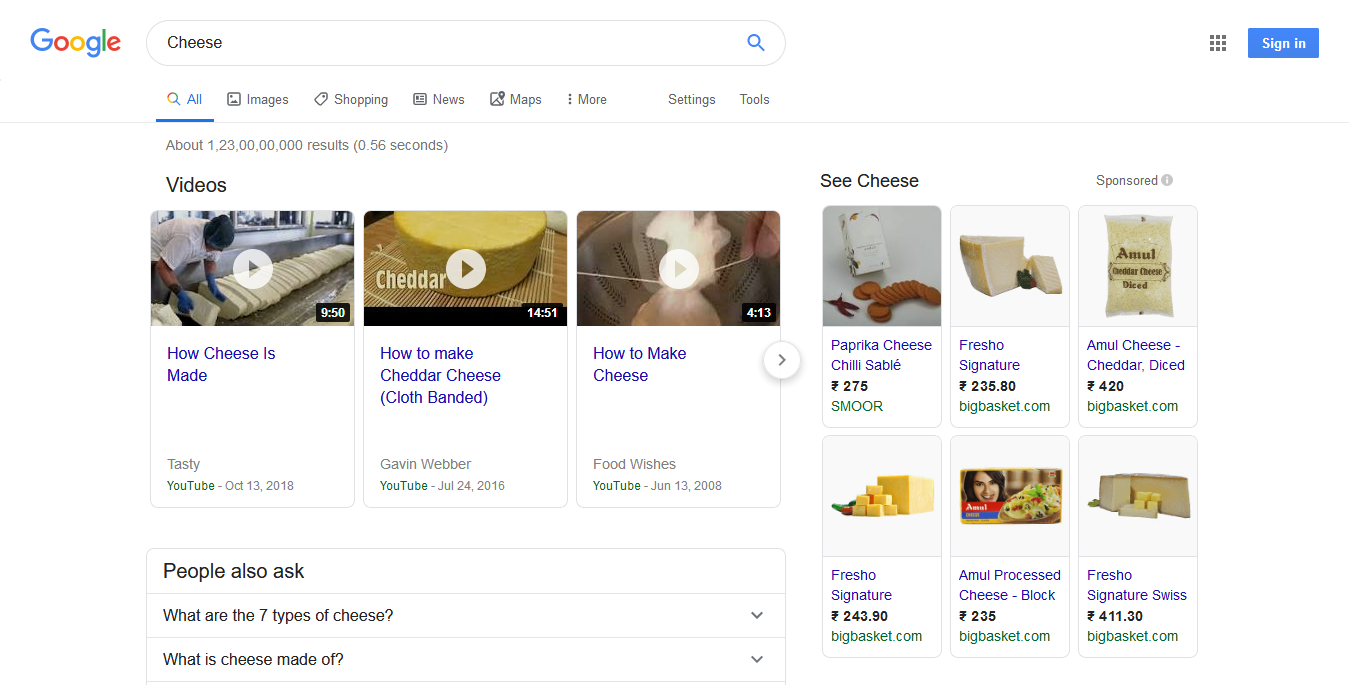 Google
Cheese
Sign in
All
Images
Shopping
News
Maps
More
Settings
Tools
About 1,23,00,00,000 results (0.56 seconds)
Videos
Cheddar
9:50
14:51
4:13
How Cheese Is
Made
Tasty
YouTube - Oct 13, 2018
How to make
Cheddar Cheese
(Cloth Banded)
Gavin Webber
YouTube - Jul 24, 2016
How to Make
Cheese
Food Wishes
YouTube - Jun 13, 2008
People also ask
What are the 7 types of cheese?
What is cheese made of?
See Cheese
Sponsored
Paprika Cheese
Chilli Sablé
₹ 275
SMOOR
Fresho
Signature
₹ 235.80
bigbasket.com
Amul
Cheddar Cheese
Diced
Amul Cheese -
Cheddar, Diced
₹ 420
bigbasket.com
Fresho
Signature
₹ 243.90
bigbasket.com
Amul
CHEESE
Amul Processed
Cheese - Block
₹ 235
bigbasket.com
Fresho
Signature Swiss
₹ 411.30
bigbasket.com